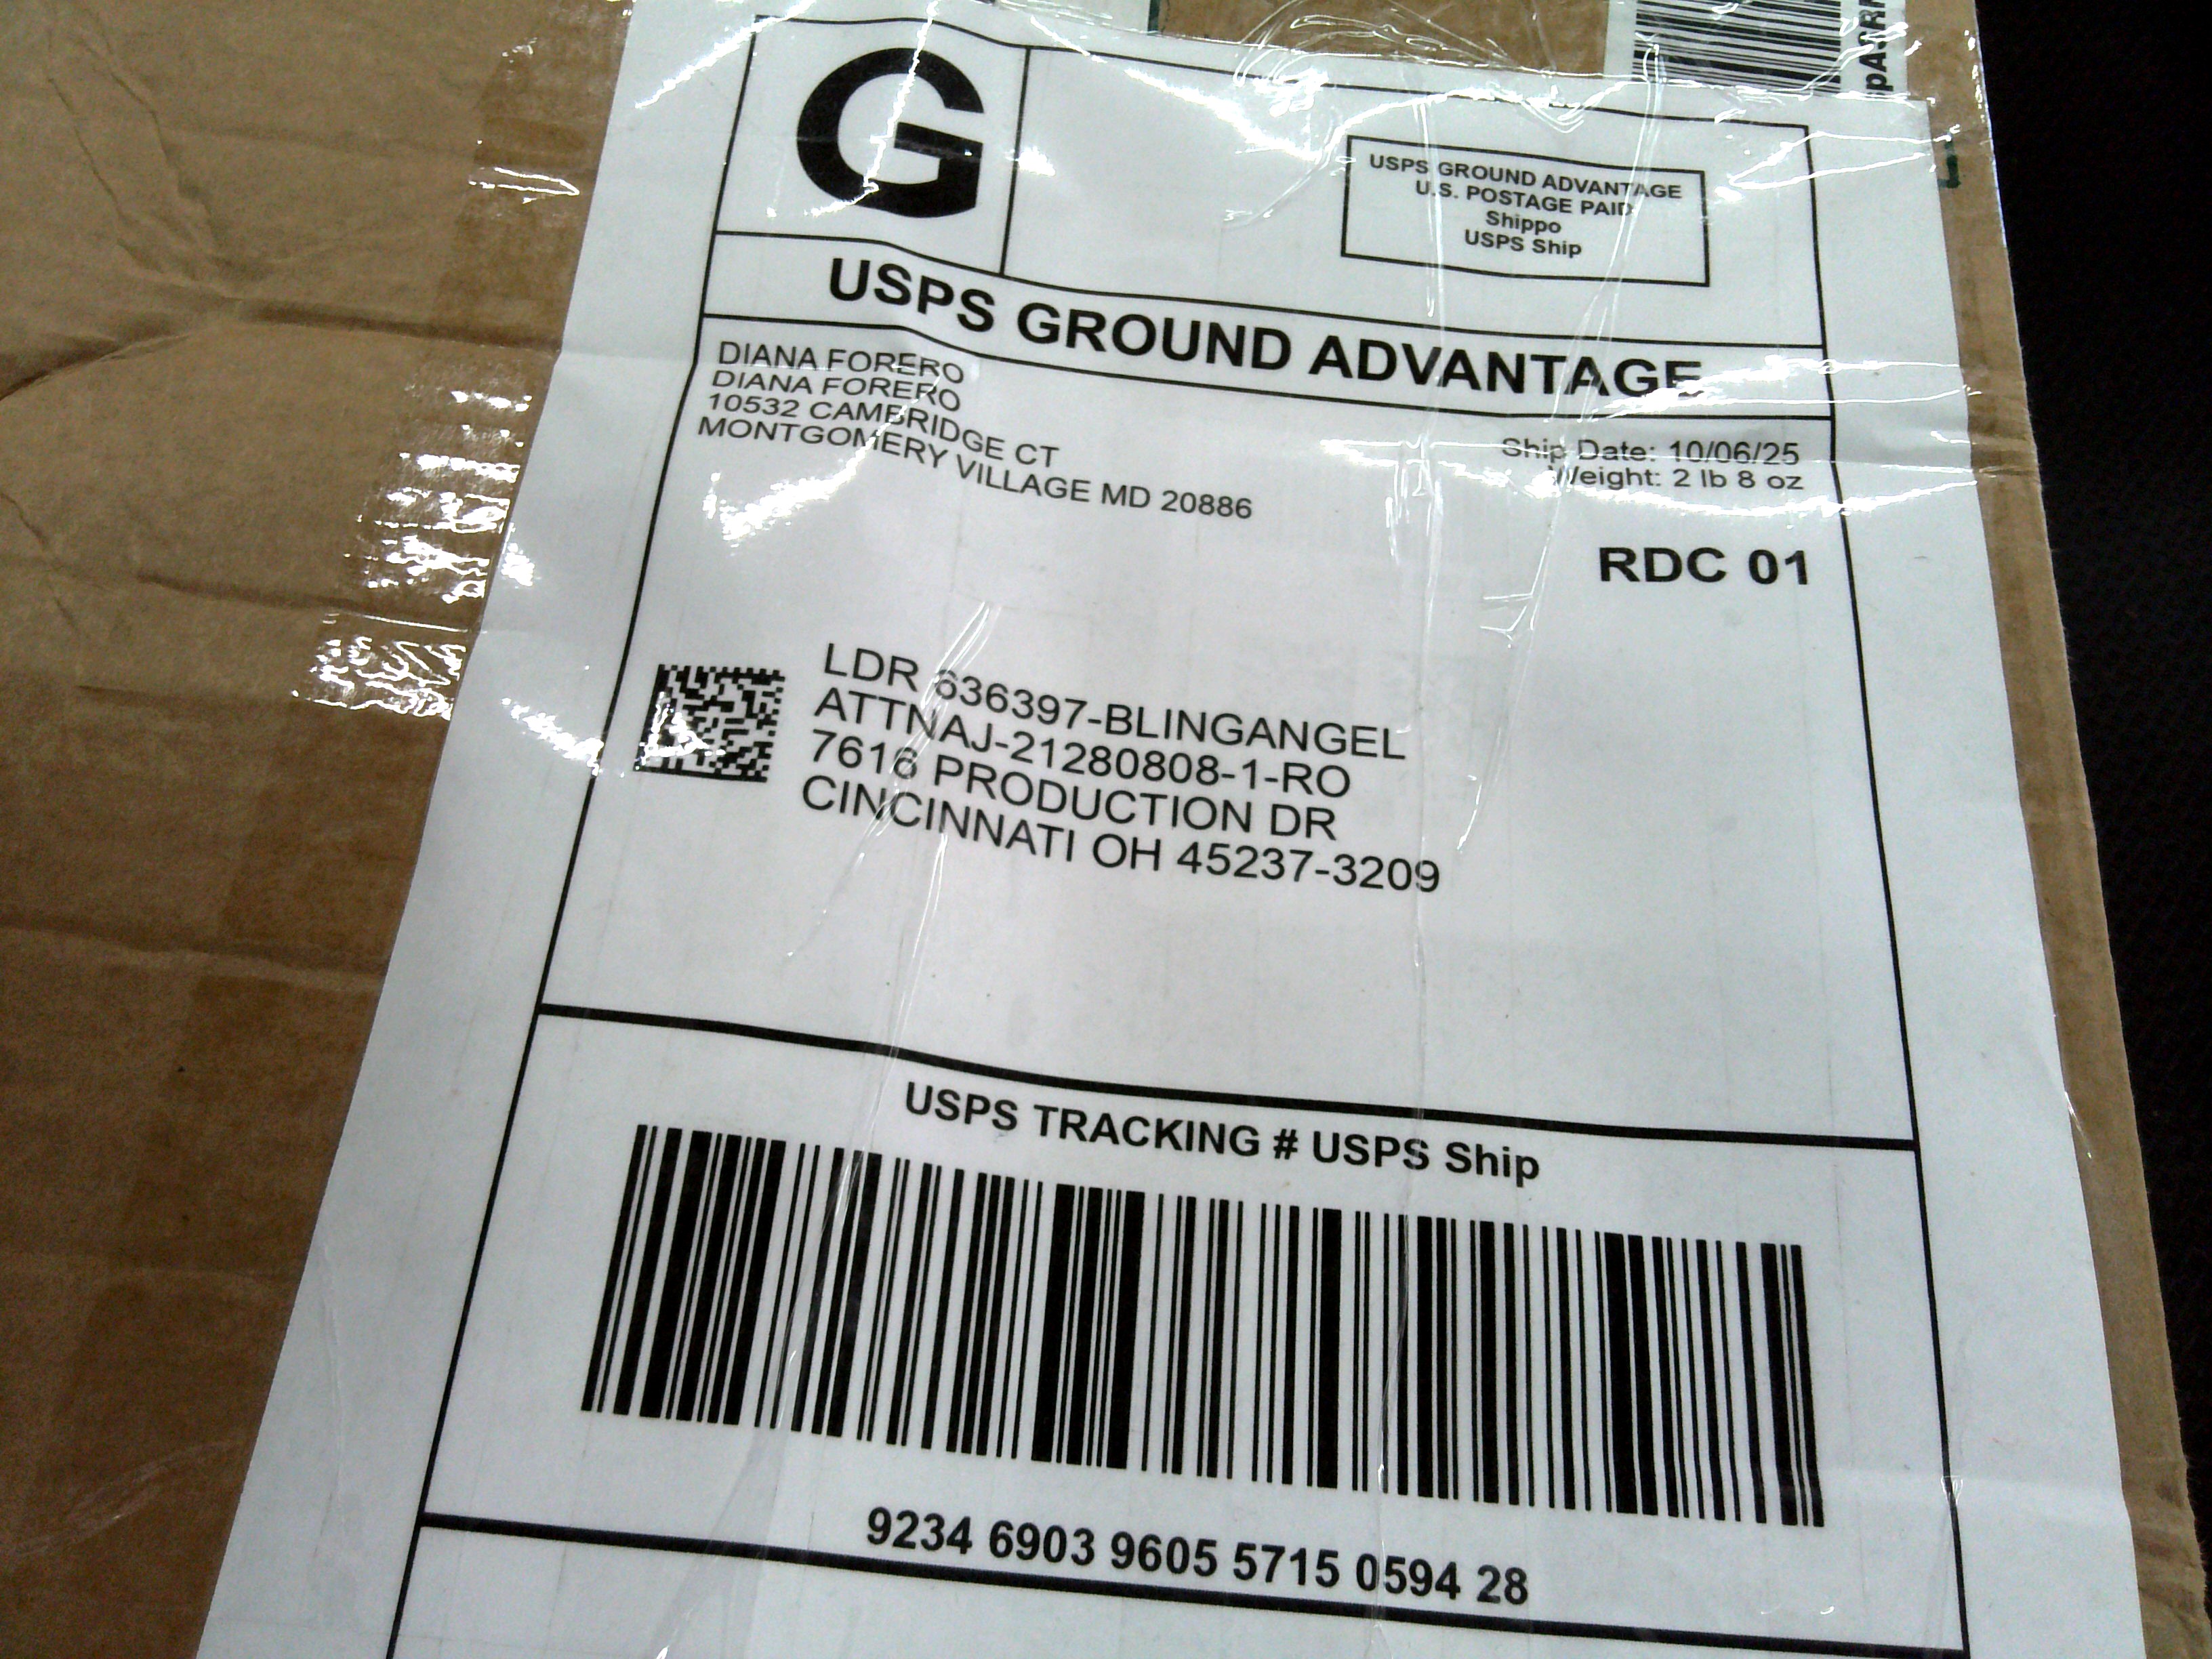 G
USPS GROUND ADVANTAGE
U.S. POSTAGE PAID
Shippo
USPS Ship
USPS GROUND ADVANTAGE
DIANA FORERO
DIANA FORERO
10532 CAMBRIDGE CT
MONTGOMERY VILLAGE MD 20886
Ship Date: 10/06/25
Weight: 2 lb 8 oz
RDC 01
LDR 636397-BLINGANGEL
ATTNAJ-21280808-1-RO
7616 PRODUCTION DR
CINCINNATI OH 45237-3209
USPS TRACKING # USPS Ship
9234 6903 9605 5715 0594 28